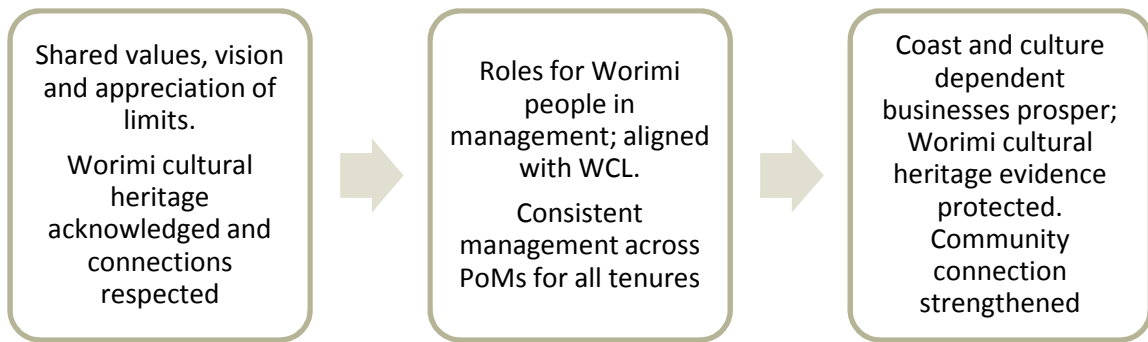 Shared values, vision
and appreciation of
limits.
Worimi cultural
heritage
acknowledged and
connections
respected
Roles for Worimi
people in
management; aligned
with WCL.
Consistent
management across
PoMs for all tenures
Coast and culture
dependent
businesses prosper;
Worimi cultural
heritage evidence
protected.
Community
connection
strengthened